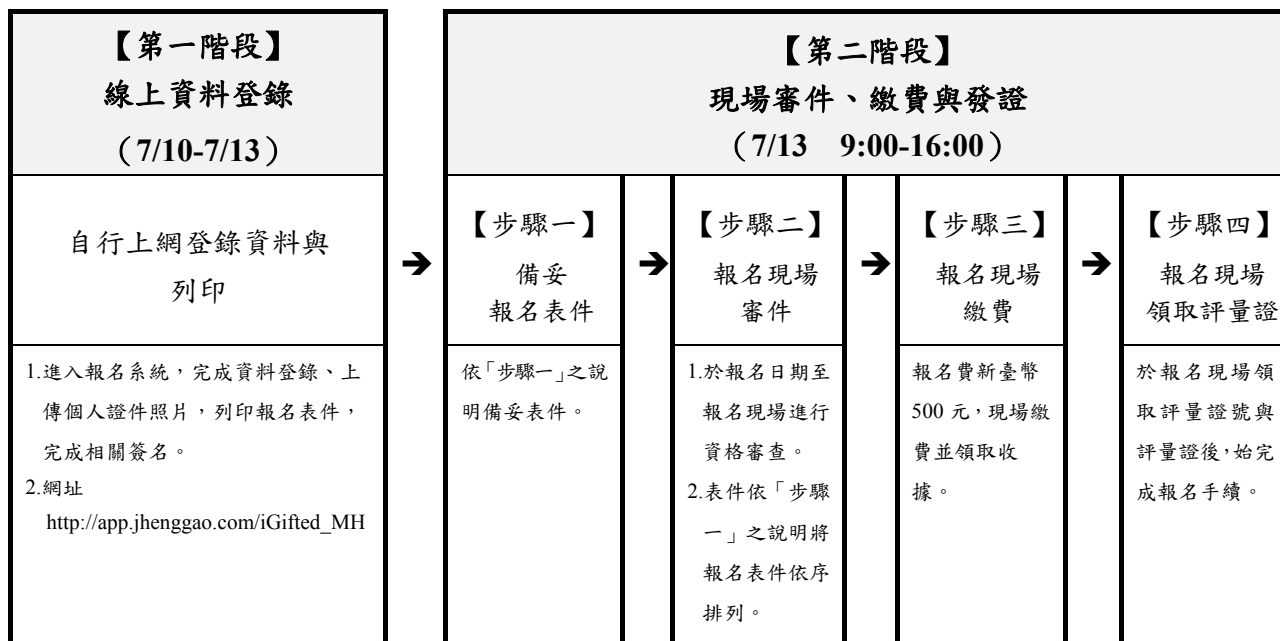 【第一階段】
線上資料登錄
（7/10-7/13）
【第二階段】
現場審件、繳費與發證
（7/13 9:00-16:00）
自行上網登錄資料與
列印
➔
【步驟一】
備妥
報名表件
➔
【步驟二】
報名現場
審件
➔
【步驟三】
報名現場
繳費
➔
【步驟四】
報名現場
領取評量證
1.進入報名系統，完成資料登錄、上
傳個人證件照片，列印報名表件，
完成相關簽名。
2.網址
http://app.jhenggao.com/iGifted_MH
依「步驟一」之說
明備妥表件。
1.於報名日期至
報名現場進行
資格審查。
2.表件依「步驟
一」之說明將
報名表件依序
排列。
報名費新臺幣
500 元，現場繳
費並領取收
據。
於報名現場領
取評量證號與
評量證後，始完
成報名手續。